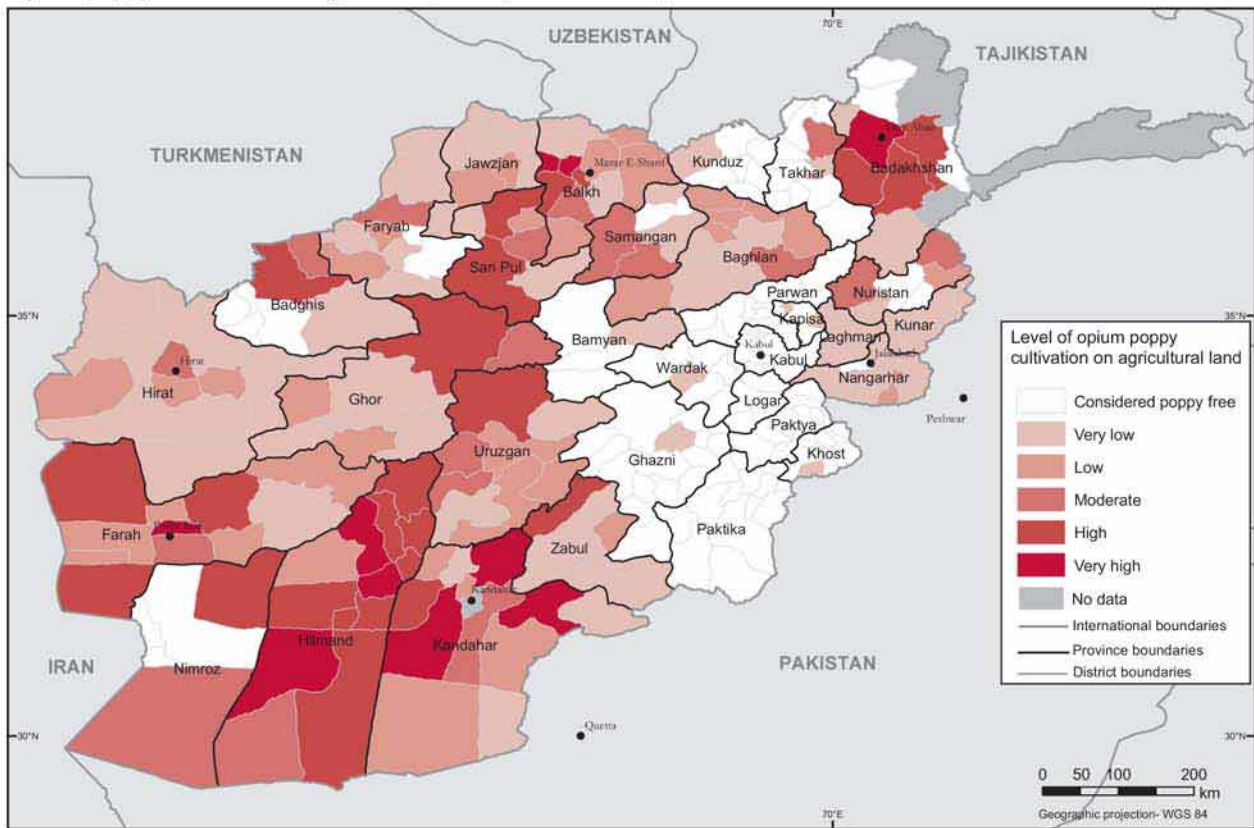 70°E
UZBEKISTAN
TAJIKISTAN
TURKMENISTAN
Jawzjan
Mazar E-Sharif
Balkh
Kunduz
Takhar
Badakhshan
Faryab
Samangan
Sari Pul
Baghlan
Badghis
Parwan
Nuristan
35°N
35°N
Kapisa
Kunar
Bamyan
Laghman
Kabul
Kabul
Hirat
Wardak
Nangarhar
Hirat
Ghor
Logar
Peshwar
Paktya
Uruzgan
Khost
Ghazni
Farah
Paktika
Zabul
Kandahar
Hilmand
Kandahar
IRAN
Nimroz
PAKISTAN
Quetta
30°N
30°N
70°E
Level of opium poppy
cultivation on agricultural land
Considered poppy free
Very low
Low
Moderate
High
Very high
No data
International boundaries
Province boundaries
District boundaries
0 50 100 200
km
Geographic projection- WGS 84